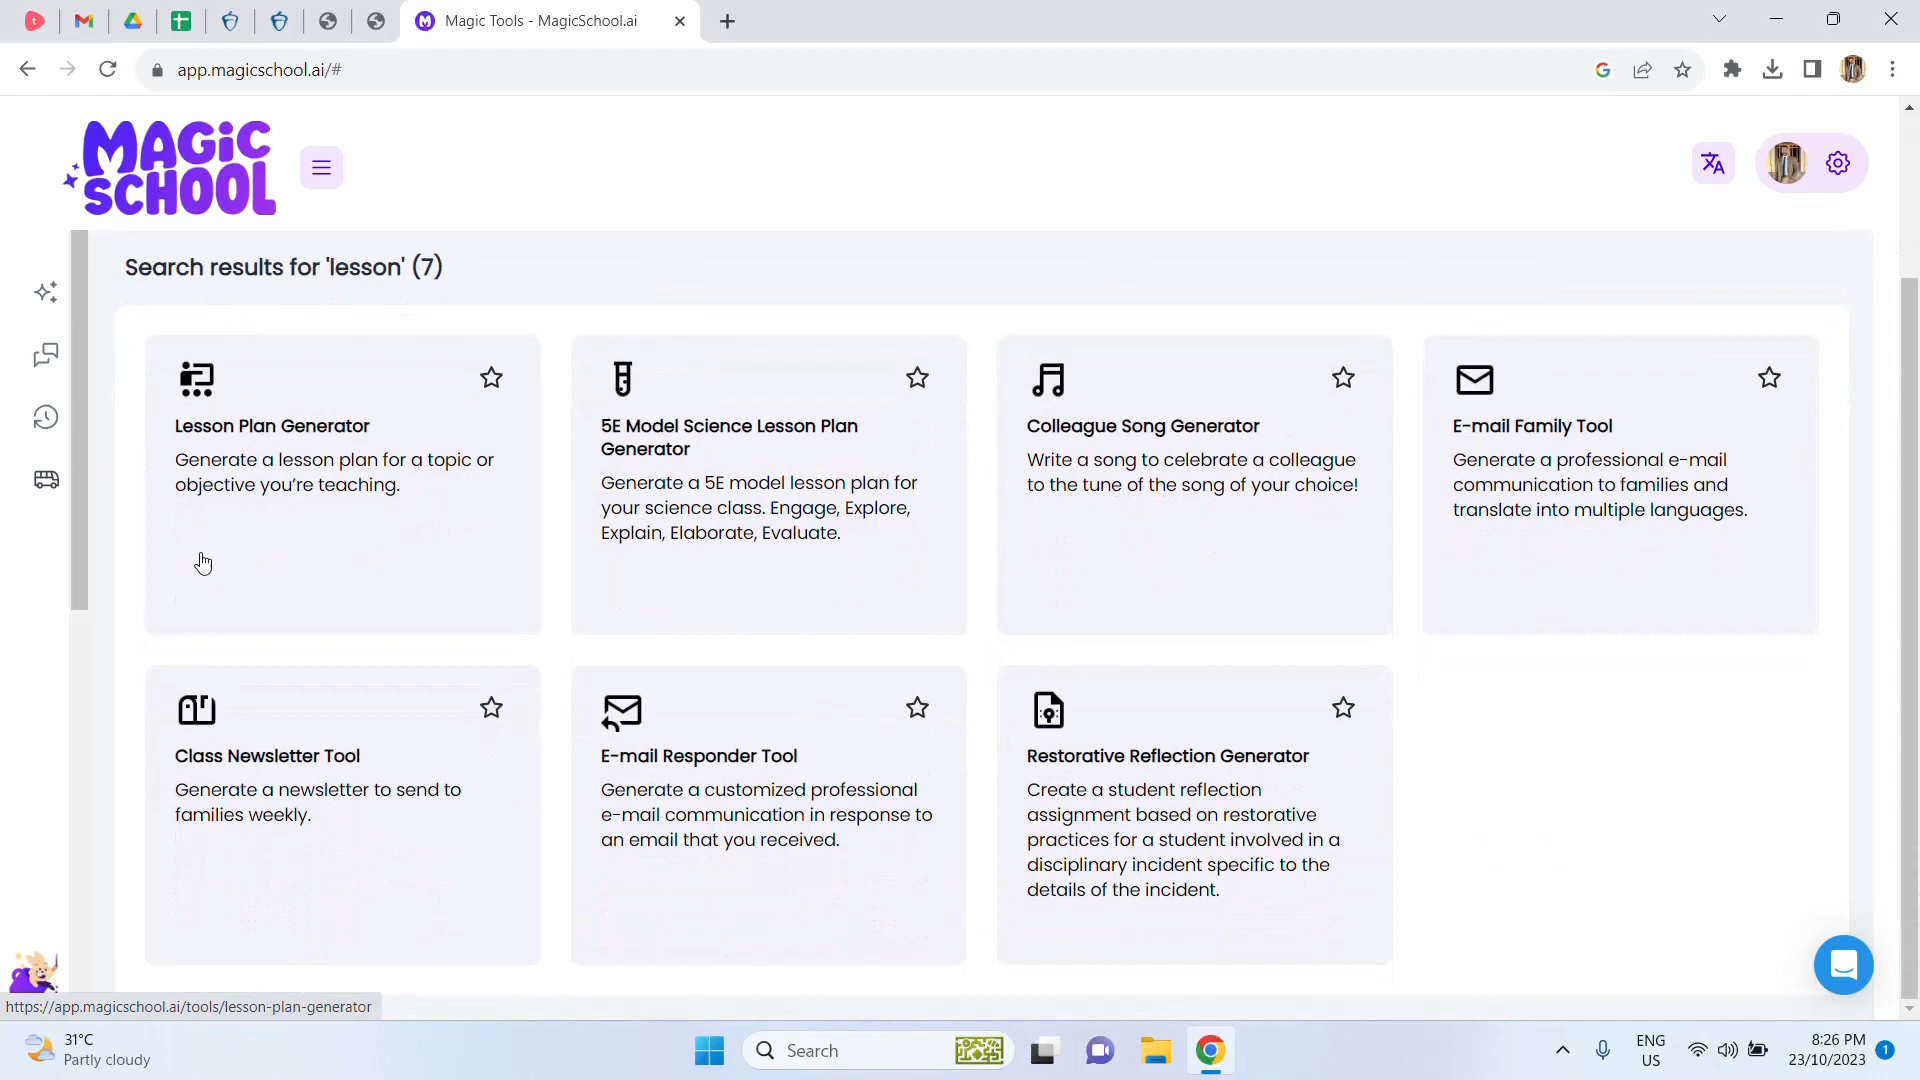 Magic Tools - MagicSchool.ai
app.magicschool.ai/#
MAGIC
SCHOOL
Search results for 'lesson' (7)
Lesson Plan Generator
Generate a lesson plan for a topic or
objective you're teaching.
5E Model Science Lesson Plan
Generator
Generate a 5E model lesson plan for
your science class. Engage, Explore,
Explain, Elaborate, Evaluate.
Colleague Song Generator
Write a song to celebrate a colleague
to the tune of the song of your choice!
E-mail Family Tool
Generate a professional e-mail
communication to families and
translate into multiple languages.
Class Newsletter Tool
Generate a newsletter to send to
families weekly.
E-mail Responder Tool
Generate a customized professional
e-mail communication in response to
an email that you received.
Restorative Reflection Generator
Create a student reflection
assignment based on restorative
practices for a student involved in a
disciplinary incident specific to the
details of the incident.
https://app.magicschool.ai/tools/lesson-plan-generator
31°C
Partly cloudy
Search
ENG
US
8:26 PM
23/10/2023
1